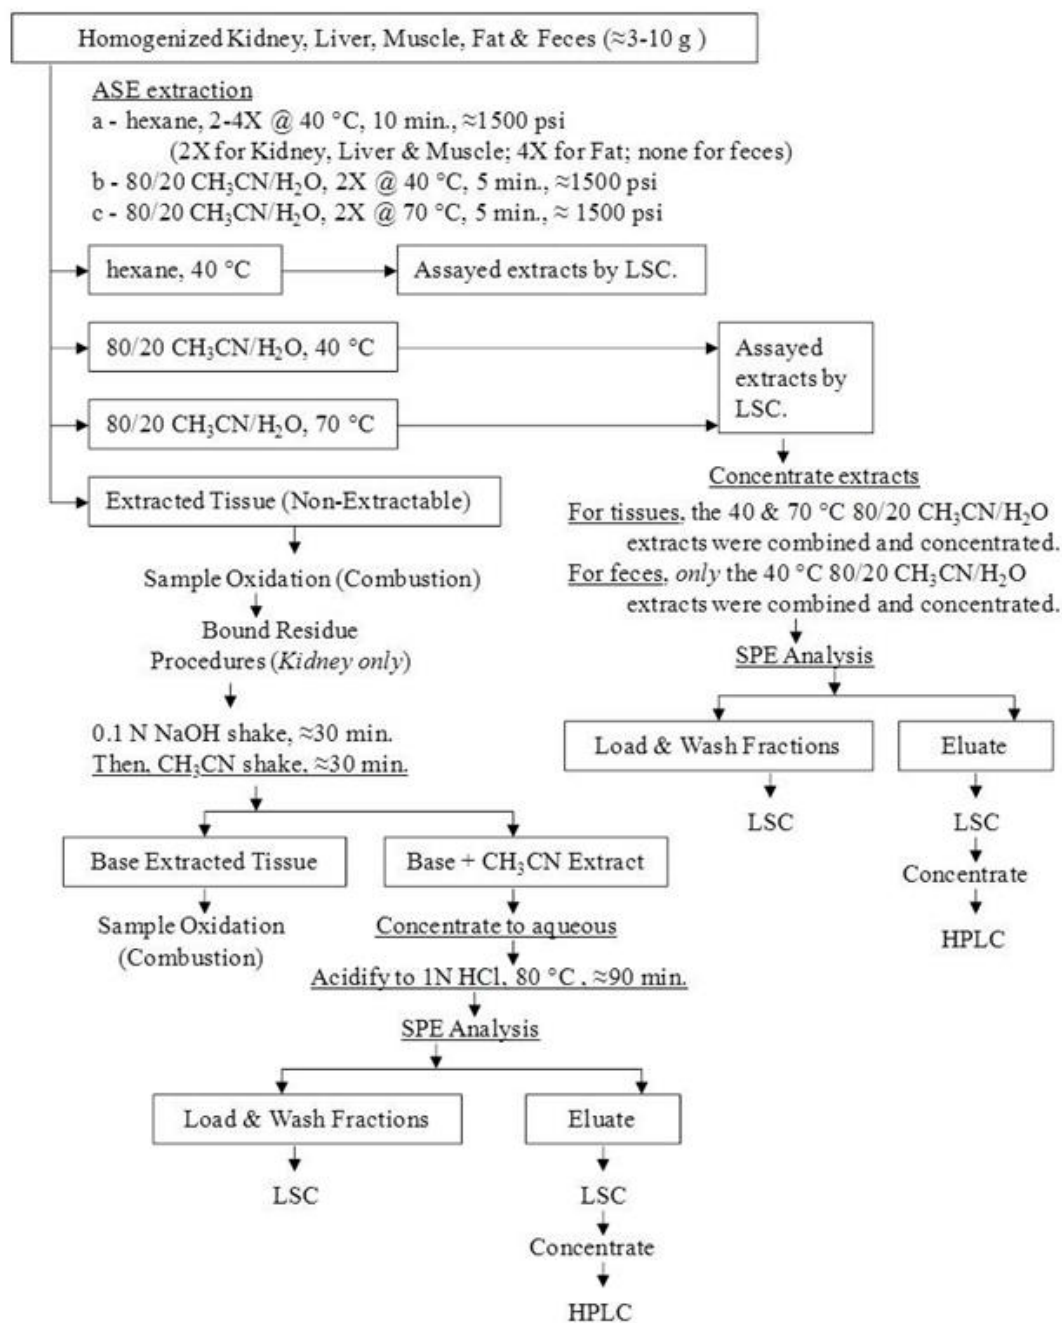 Homogenized Kidney, Liver, Muscle, Fat & Feces (≈3-10 g )
ASE extraction
a - hexane, 2-4X @ 40 °C, 10 min., ≈1500 psi
(2X for Kidney, Liver & Muscle; 4X for Fat; none for feces)
b - 80/20 CH₃CN/H₂O, 2X @ 40 °C, 5 min., ≈1500 psi
c - 80/20 CH₃CN/H₂O, 2X @ 70 °C, 5 min., ≈ 1500 psi
hexane, 40 °C
Assayed extracts by LSC.
80/20 CH₃CN/H₂O, 40 °C
Assayed
extracts by
LSC.
80/20 CH₃CN/H₂O, 70 °C
Extracted Tissue (Non-Extractable)
Concentrate extracts
For tissues, the 40 & 70 °C 80/20 CH₃CN/H₂O
extracts were combined and concentrated.
For feces, only the 40 °C 80/20 CH₃CN/H₂O
extracts were combined and concentrated.
Sample Oxidation (Combustion)
Bound Residue
Procedures (Kidney only)
0.1 N NaOH shake, ≈30 min.
Then, CH₃CN shake, ≈30 min.
SPE Analysis
Load & Wash Fractions
Eluate
LSC
LSC
Concentrate
HPLC
Base Extracted Tissue
Base + CH₃CN Extract
Sample Oxidation
(Combustion)
Concentrate to aqueous
Acidify to 1N HCl, 80 °C , ≈90 min.
SPE Analysis
Load & Wash Fractions
Eluate
LSC
LSC
Concentrate
HPLC